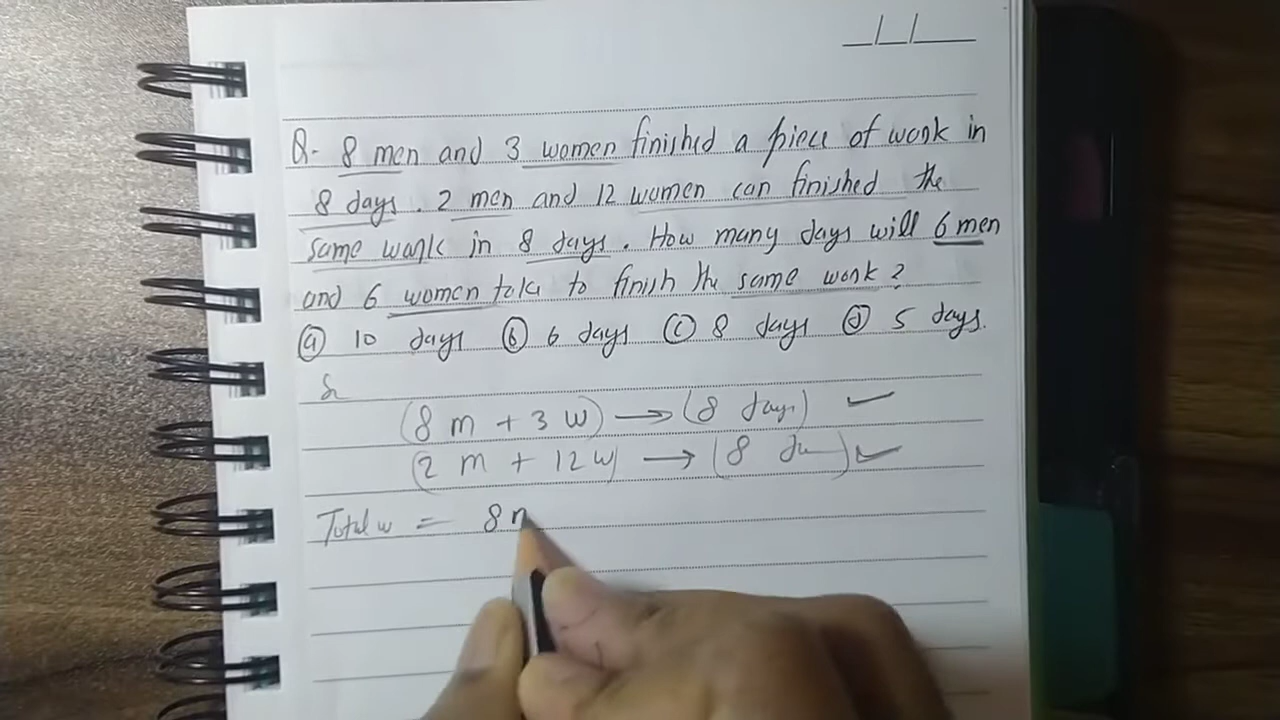 Q- 8 men and 3 women finished a piece of work in
8 days. 2 men and 12 women can finished the
same work in 8 days. How many days will 6 men
and 6 women take to finish the same work?
(a) 10 days (b) 6 days (c) 8 days (d) 5 days.
(8 m + 3 w) → (8 days) ✓
(2 m + 12 w) → (8 da) ✓
Total w = 8 m